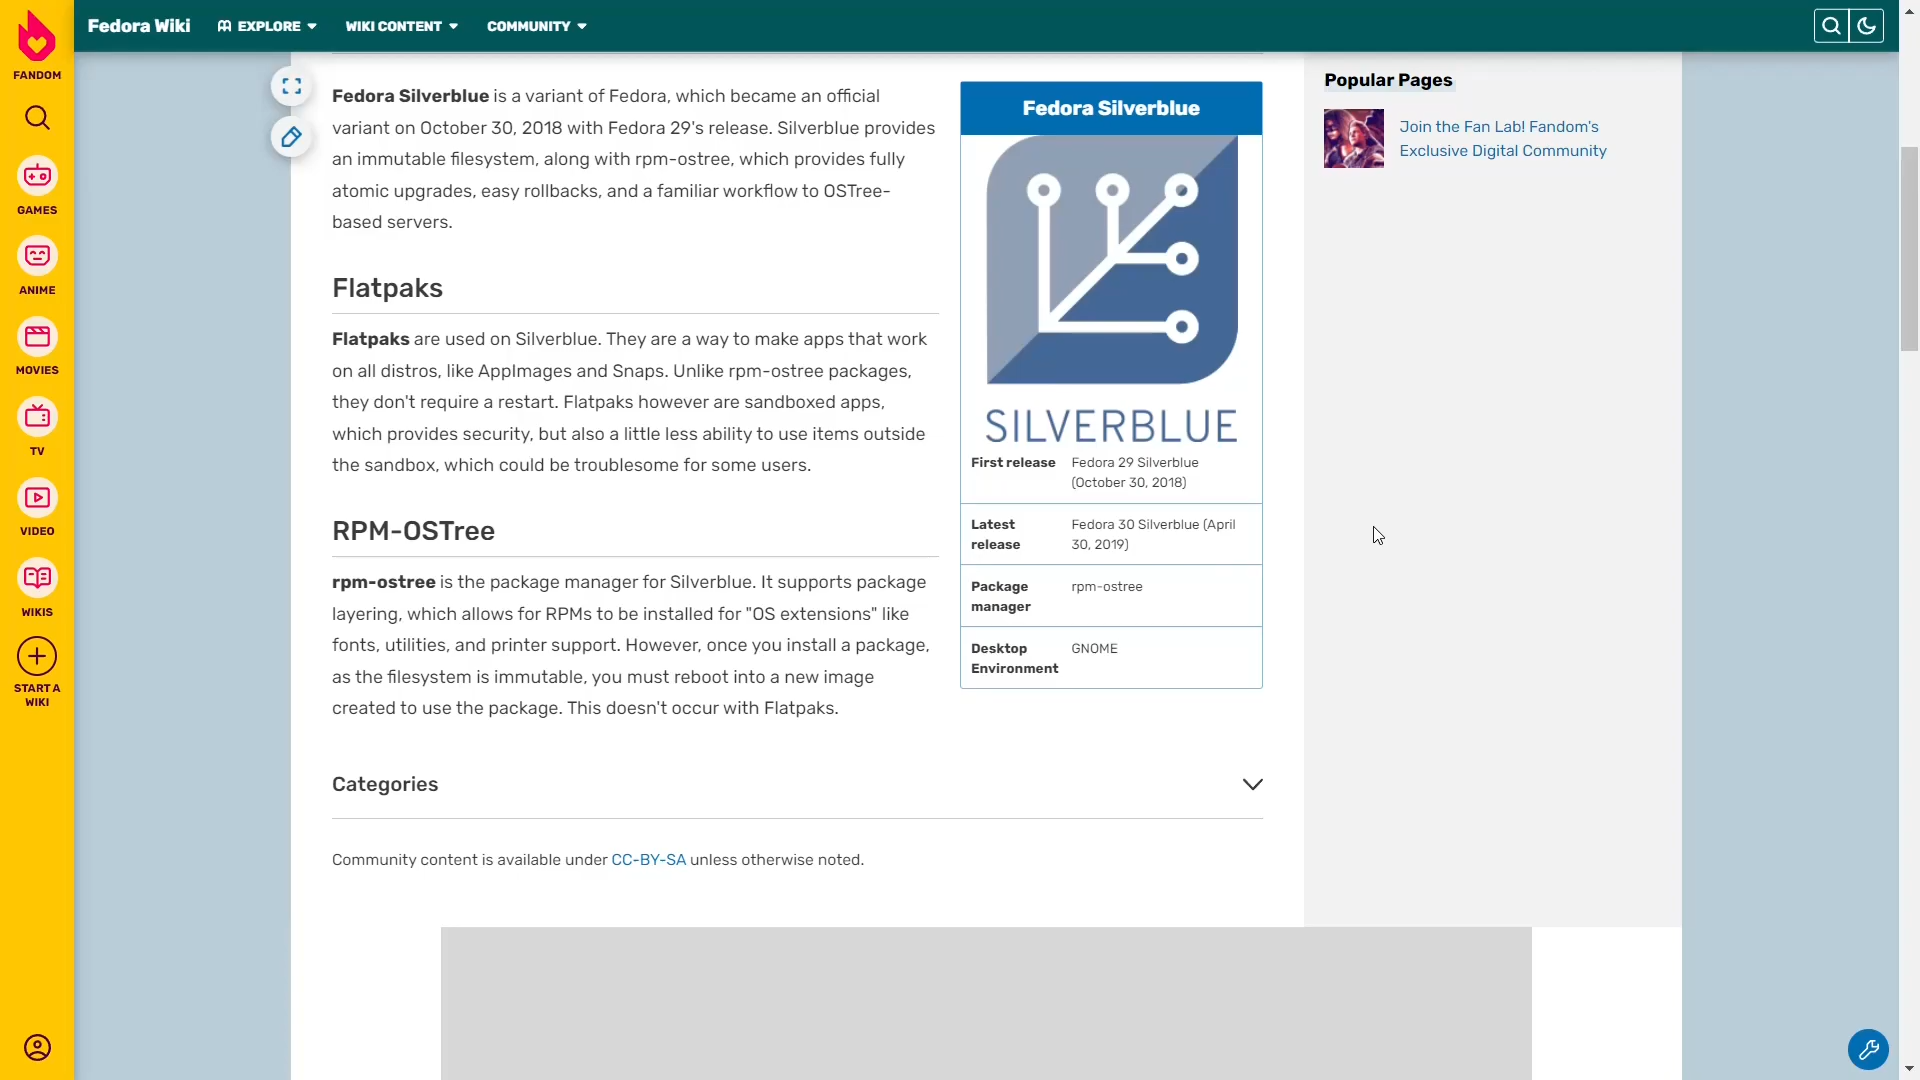 Fedora Wiki
EXPLORE
WIKI CONTENT
COMMUNITY
FANDOM
GAMES
ANIME
MOVIES
TV
VIDEO
WIKIS
START A
WIKI
Fedora Silverblue is a variant of Fedora, which became an official
variant on October 30, 2018 with Fedora 29's release. Silverblue provides
an immutable filesystem, along with rpm-ostree, which provides fully
atomic upgrades, easy rollbacks, and a familiar workflow to OSTree-
based servers.
Flatpaks
Flatpaks are used on Silverblue. They are a way to make apps that work
on all distros, like AppImages and Snaps. Unlike rpm-ostree packages,
they don't require a restart. Flatpaks however are sandboxed apps,
which provides security, but also a little less ability to use items outside
the sandbox, which could be troublesome for some users.
RPM-OSTree
rpm-ostree is the package manager for Silverblue. It supports package
layering, which allows for RPMs to be installed for "OS extensions" like
fonts, utilities, and printer support. However, once you install a package,
as the filesystem is immutable, you must reboot into a new image
created to use the package. This doesn't occur with Flatpaks.
Fedora Silverblue
SILVERBLUE
First release Fedora 29 Silverblue
(October 30, 2018)
Latest Fedora 30 Silverblue (April
release 30, 2019)
Package rpm-ostree
manager
Desktop GNOME
Environment
Categories
Community content is available under CC-BY-SA unless otherwise noted.
Popular Pages
Join the Fan Lab! Fandom's
Exclusive Digital Community